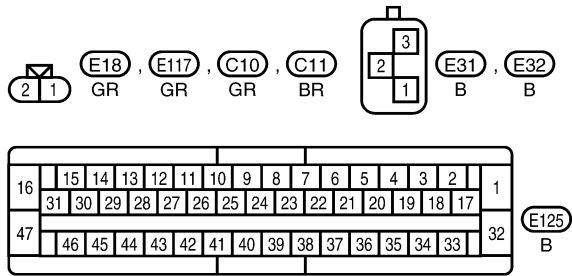 2 1
E18 , E117 , C10 , C11
GR GR GR BR
3
2
1
E31 , E32
B B
16 15 14 13 12 11 10 9 8 7 6 5 4 3 2 1
31 30 29 28 27 26 25 24 23 22 21 20 19 18 17
47 46 45 44 43 42 41 40 39 38 37 36 35 34 33 32
E125
B